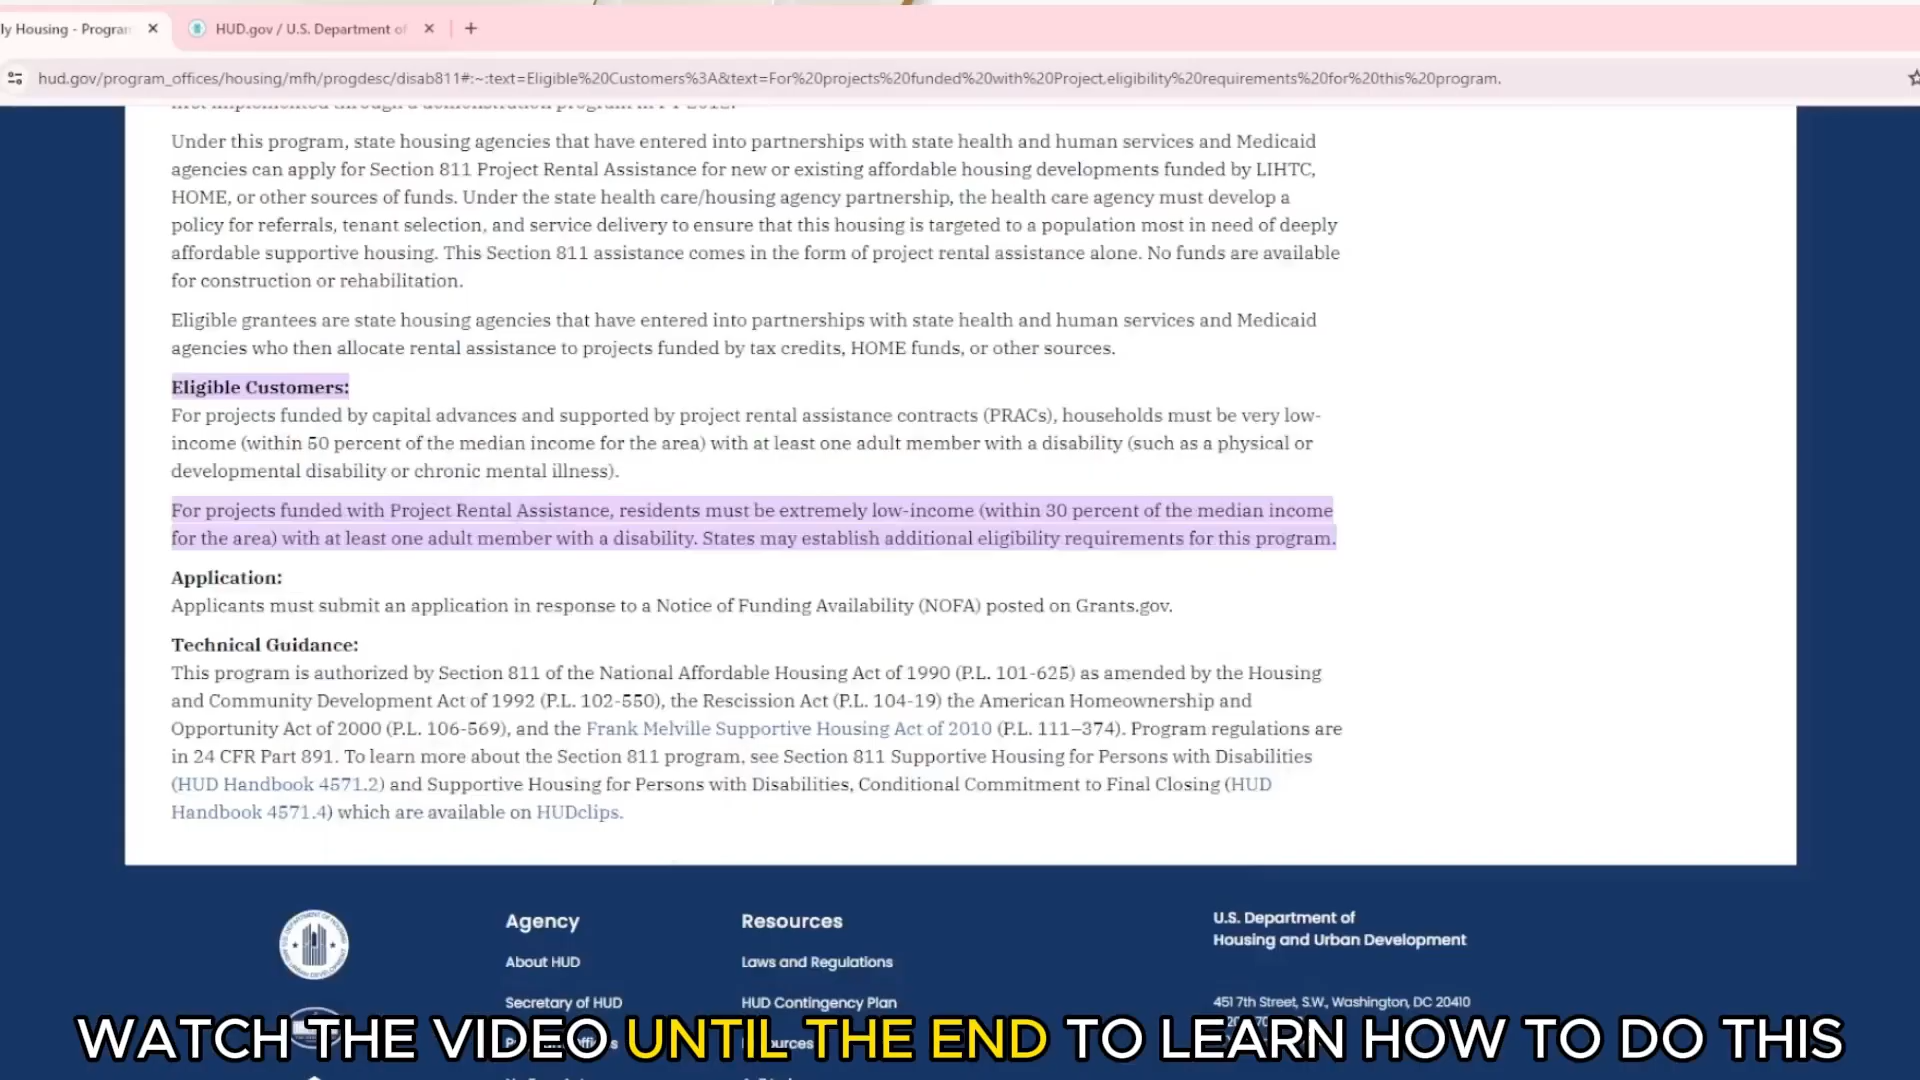 ly Housing - Program
HUD.gov / U.S. Department of
hud.gov/program_offices/housing/mfh/progdesc/disab811#:~:text=Eligible%20Customers%3A&text=For%20projects%20funded%20with%20Project,eligibility%20requirements%20for%20this%20program.
first implemented through a demonstration program in FY 2012.
Under this program, state housing agencies that have entered into partnerships with state health and human services and Medicaid
agencies can apply for Section 811 Project Rental Assistance for new or existing affordable housing developments funded by LIHTC,
HOME, or other sources of funds. Under the state health care/housing agency partnership, the health care agency must develop a
policy for referrals, tenant selection, and service delivery to ensure that this housing is targeted to a population most in need of deeply
affordable supportive housing. This Section 811 assistance comes in the form of project rental assistance alone. No funds are available
for construction or rehabilitation.
Eligible grantees are state housing agencies that have entered into partnerships with state health and human services and Medicaid
agencies who then allocate rental assistance to projects funded by tax credits, HOME funds, or other sources.
Eligible Customers:
For projects funded by capital advances and supported by project rental assistance contracts (PRACs), households must be very low-
income (within 50 percent of the median income for the area) with at least one adult member with a disability (such as a physical or
developmental disability or chronic mental illness).
For projects funded with Project Rental Assistance, residents must be extremely low-income (within 30 percent of the median income
for the area) with at least one adult member with a disability. States may establish additional eligibility requirements for this program.
Application:
Applicants must submit an application in response to a Notice of Funding Availability (NOFA) posted on Grants.gov.
Technical Guidance:
This program is authorized by Section 811 of the National Affordable Housing Act of 1990 (P.L. 101-625) as amended by the Housing
and Community Development Act of 1992 (P.L. 102-550), the Rescission Act (P.L. 104-19) the American Homeownership and
Opportunity Act of 2000 (P.L. 106-569), and the Frank Melville Supportive Housing Act of 2010 (P.L. 111–374). Program regulations are
in 24 CFR Part 891. To learn more about the Section 811 program, see Section 811 Supportive Housing for Persons with Disabilities
(HUD Handbook 4571.2) and Supportive Housing for Persons with Disabilities, Conditional Commitment to Final Closing (HUD
Handbook 4571.4) which are available on HUDclips.
Agency
About HUD
Secretary of HUD
Resources
Laws and Regulations
HUD Contingency Plan
U.S. Department of
Housing and Urban Development
451 7th Street, S.W., Washington, DC 20410
WATCH THE VIDEO UNTIL THE END TO LEARN HOW TO DO THIS